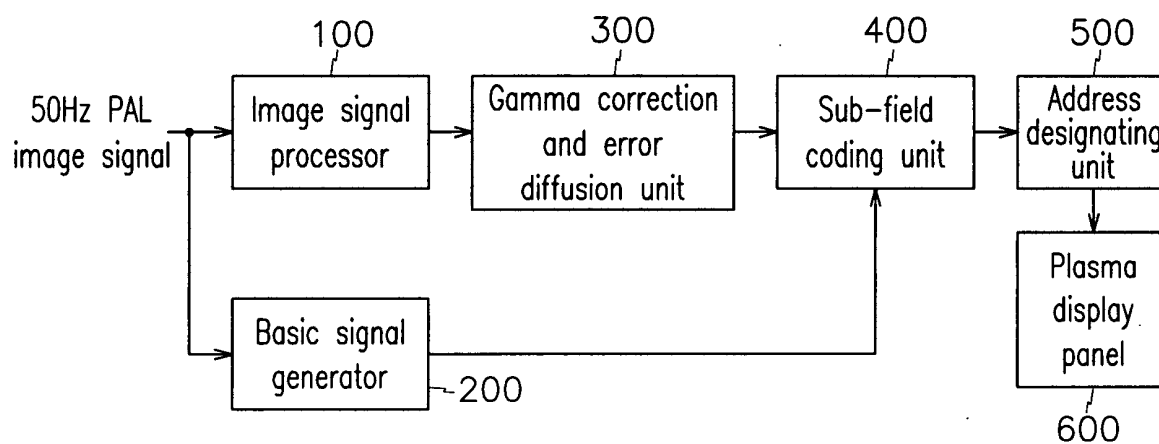 100
300
400
500
50Hz PAL
image signal
Image signal
processor
Gamma correction
and error
diffusion unit
Sub-field
coding unit
Address
designating
unit
Basic signal
generator
200
Plasma
display
panel
600